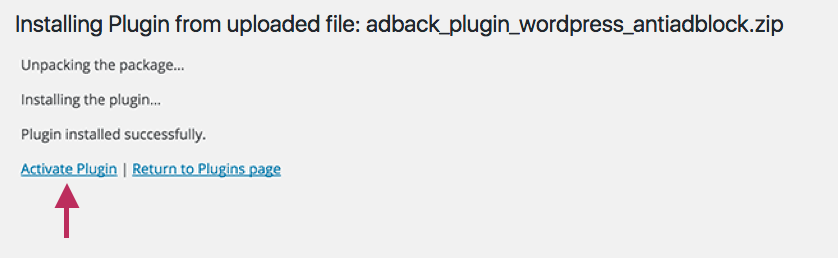 Installing Plugin from uploaded file: adback_plugin_wordpress_antiadblock.zip
Unpacking the package...
Installing the plugin...
Plugin installed successfully.
Activate Plugin | Return to Plugins page